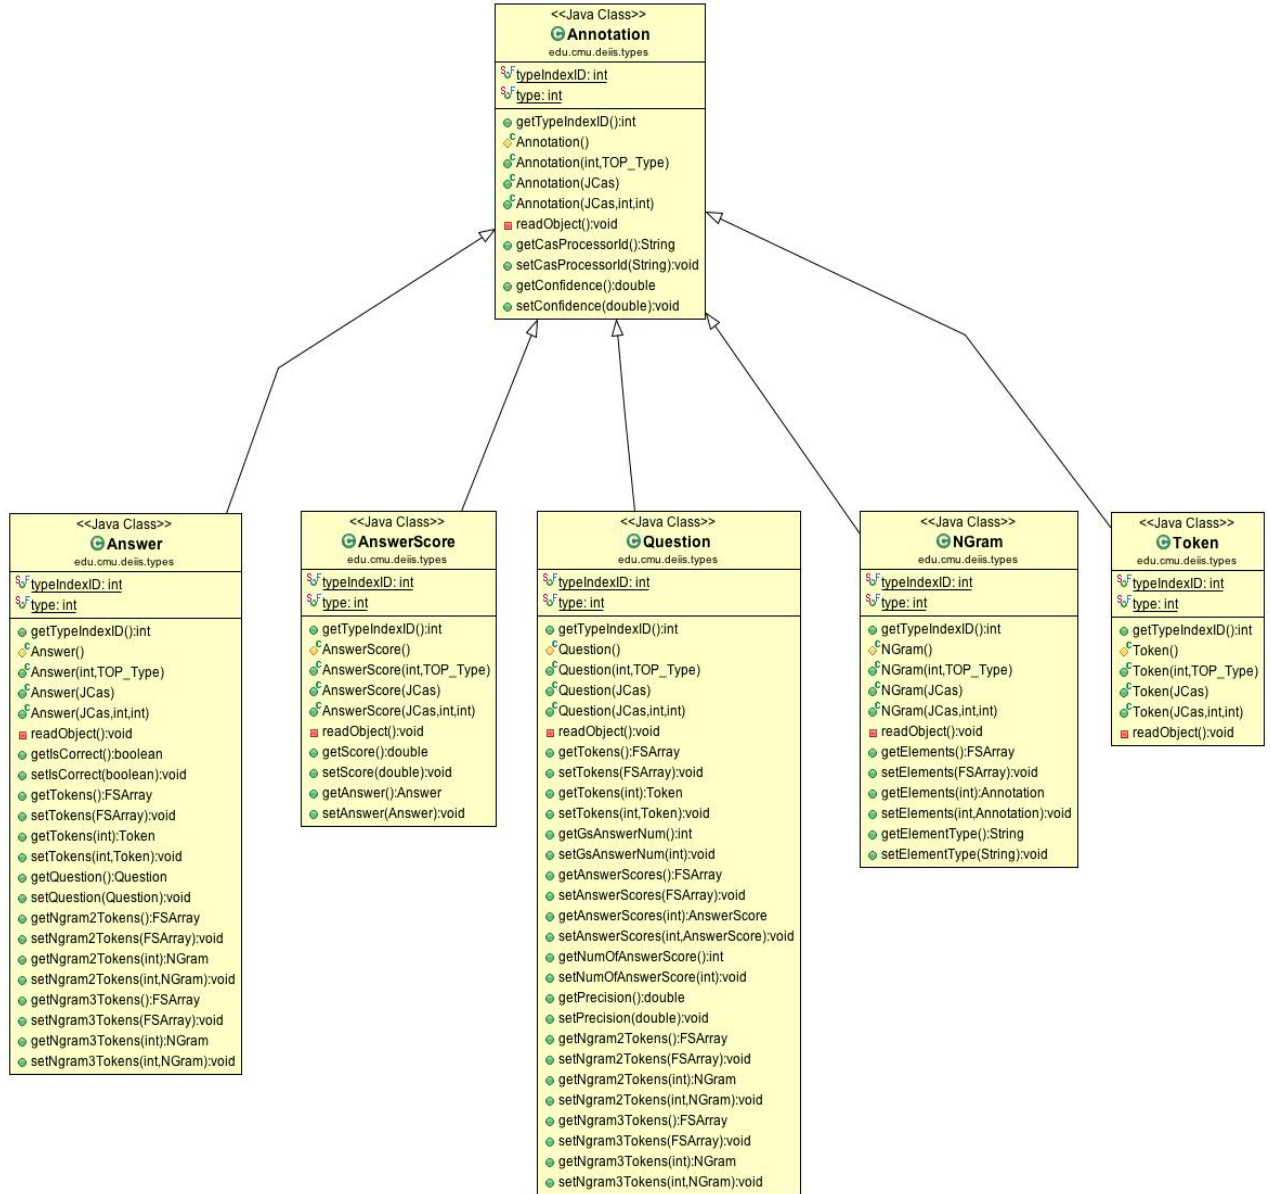 <<Java Class>>
Annotation
edu.cmu.deiis.types
typeIndexID: int
type: int
getTypeIndexID():int
Annotation()
Annotation(int,TOP_Type)
Annotation(JCas)
Annotation(JCas,int,int)
readObject():void
getCasProcessorId():String
setCasProcessorId(String):void
getConfidence():double
setConfidence(double):void
<<Java Class>>
Answer
edu.cmu.deiis.types
typeIndexID: int
type: int
getTypeIndexID():int
Answer()
Answer(int,TOP_Type)
Answer(JCas)
Answer(JCas,int,int)
readObject():void
getIsCorrect():boolean
setIsCorrect(boolean):void
getTokens():FSArray
setTokens(FSArray):void
getTokens(int):Token
setTokens(int,Token):void
getQuestion():Question
setQuestion(Question):void
getNgram2Tokens():FSArray
setNgram2Tokens(FSArray):void
getNgram2Tokens(int):NGram
setNgram2Tokens(int,NGram):void
getNgram3Tokens():FSArray
setNgram3Tokens(FSArray):void
getNgram3Tokens(int):NGram
setNgram3Tokens(int,NGram):void
<<Java Class>>
AnswerScore
edu.cmu.deiis.types
typeIndexID: int
type: int
getTypeIndexID():int
AnswerScore()
AnswerScore(int,TOP_Type)
AnswerScore(JCas)
AnswerScore(JCas,int,int)
readObject():void
getScore():double
setScore(double):void
getAnswer():Answer
setAnswer(Answer):void
<<Java Class>>
Question
edu.cmu.deiis.types
typeIndexID: int
type: int
getTypeIndexID():int
Question()
Question(int,TOP_Type)
Question(JCas)
Question(JCas,int,int)
readObject():void
getTokens():FSArray
setTokens(FSArray):void
getTokens(int):Token
setTokens(int,Token):void
getGsAnswerNum():int
setGsAnswerNum(int):void
getAnswerScores():FSArray
setAnswerScores(FSArray):void
getAnswerScores(int):AnswerScore
setAnswerScores(int,AnswerScore):void
getNumOfAnswerScore():int
setNumOfAnswerScore(int):void
getPrecision():double
setPrecision(double):void
getNgram2Tokens():FSArray
setNgram2Tokens(FSArray):void
getNgram2Tokens(int):NGram
setNgram2Tokens(int,NGram):void
getNgram3Tokens():FSArray
setNgram3Tokens(FSArray):void
getNgram3Tokens(int):NGram
setNgram3Tokens(int,NGram):void
<<Java Class>>
NGram
edu.cmu.deiis.types
typeIndexID: int
type: int
getTypeIndexID():int
NGram()
NGram(int,TOP_Type)
NGram(JCas)
NGram(JCas,int,int)
readObject():void
getElements():FSArray
setElements(FSArray):void
getElements(int):Annotation
setElements(int,Annotation):void
getElementType():String
setElementType(String):void
<<Java Class>>
Token
edu.cmu.deiis.types
typeIndexID: int
type: int
getTypeIndexID():int
Token()
Token(int,TOP_Type)
Token(JCas)
Token(JCas,int,int)
readObject():void